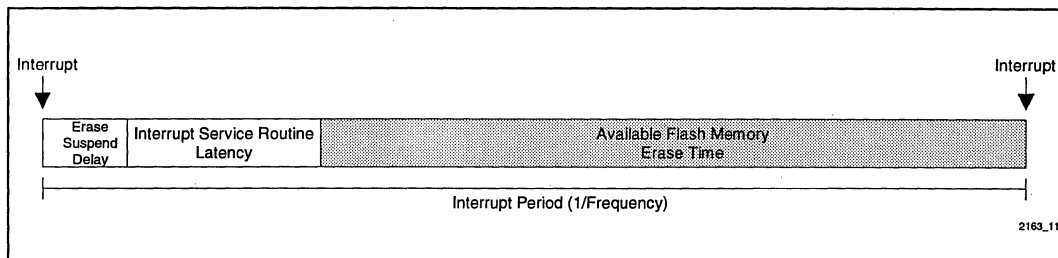 Interrupt
Interrupt
Erase
Suspend
Delay
Interrupt Service Routine
Latency
Available Flash Memory
Erase Time
Interrupt Period (1/Frequency)
2163_11